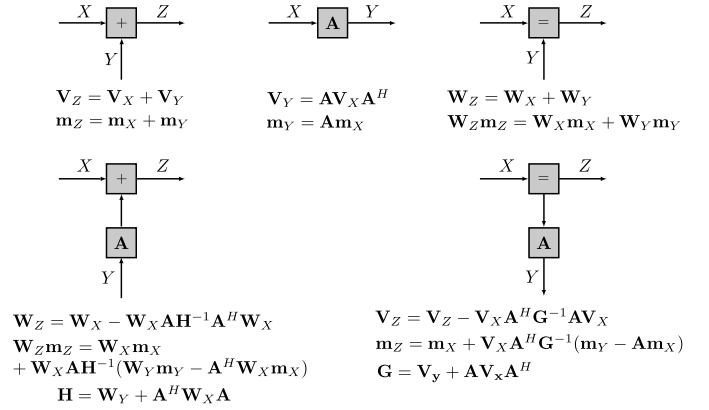 X Z X Y X Z
+ A =
Y Y
V_Z = V_X + V_Y
m_Z = m_X + m_Y
V_Y = AV_XA^H
m_Y = Am_X
W_Z = W_X + W_Y
W_Zm_Z = W_Xm_X + W_Ym_Y
X Z
+
A
Y
W_Z = W_X − W_XAH^{−1}A^HW_X
W_Zm_Z = W_Xm_X
+ W_XAH^{−1}(W_Ym_Y − A^HW_Xm_X)
H = W_Y + A^HW_XA
X Z
=
A
Y
V_Z = V_Z − V_XA^HG^{−1}AV_X
m_Z = m_X + V_XA^HG^{−1}(m_Y − Am_X)
G = V_y + AV_xA^H